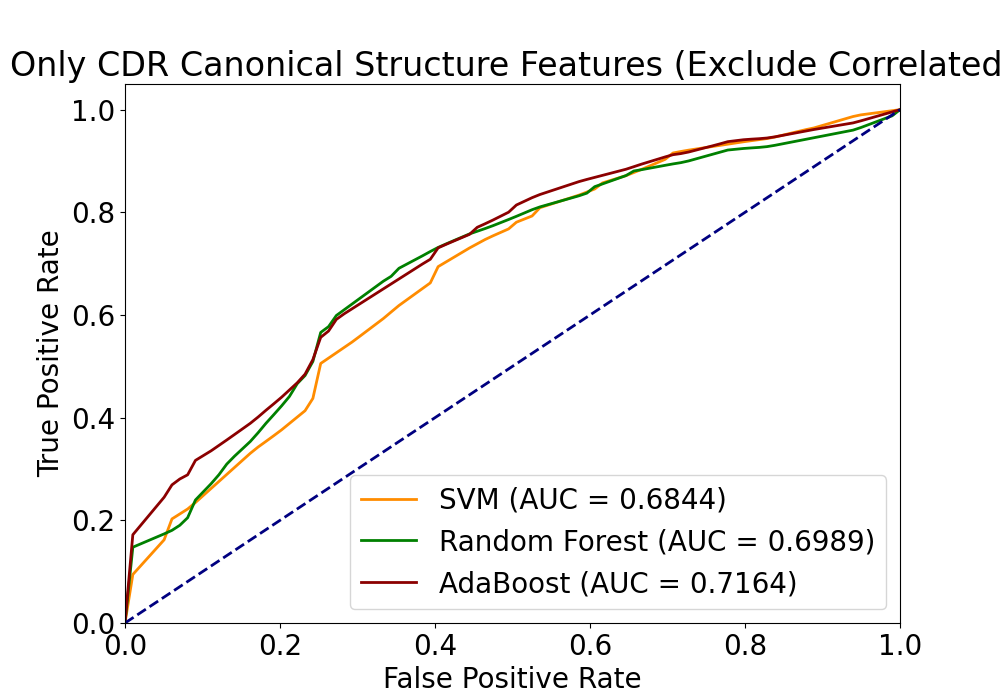 Only CDR Canonical Structure Features (Exclude Correlated
1.0
0.8
0.6
0.4
0.2
0.0
True Positive Rate
SVM (AUC = 0.6844)
Random Forest (AUC = 0.6989)
AdaBoost (AUC = 0.7164)
0.0 0.2 0.4 0.6 0.8 1.0
False Positive Rate